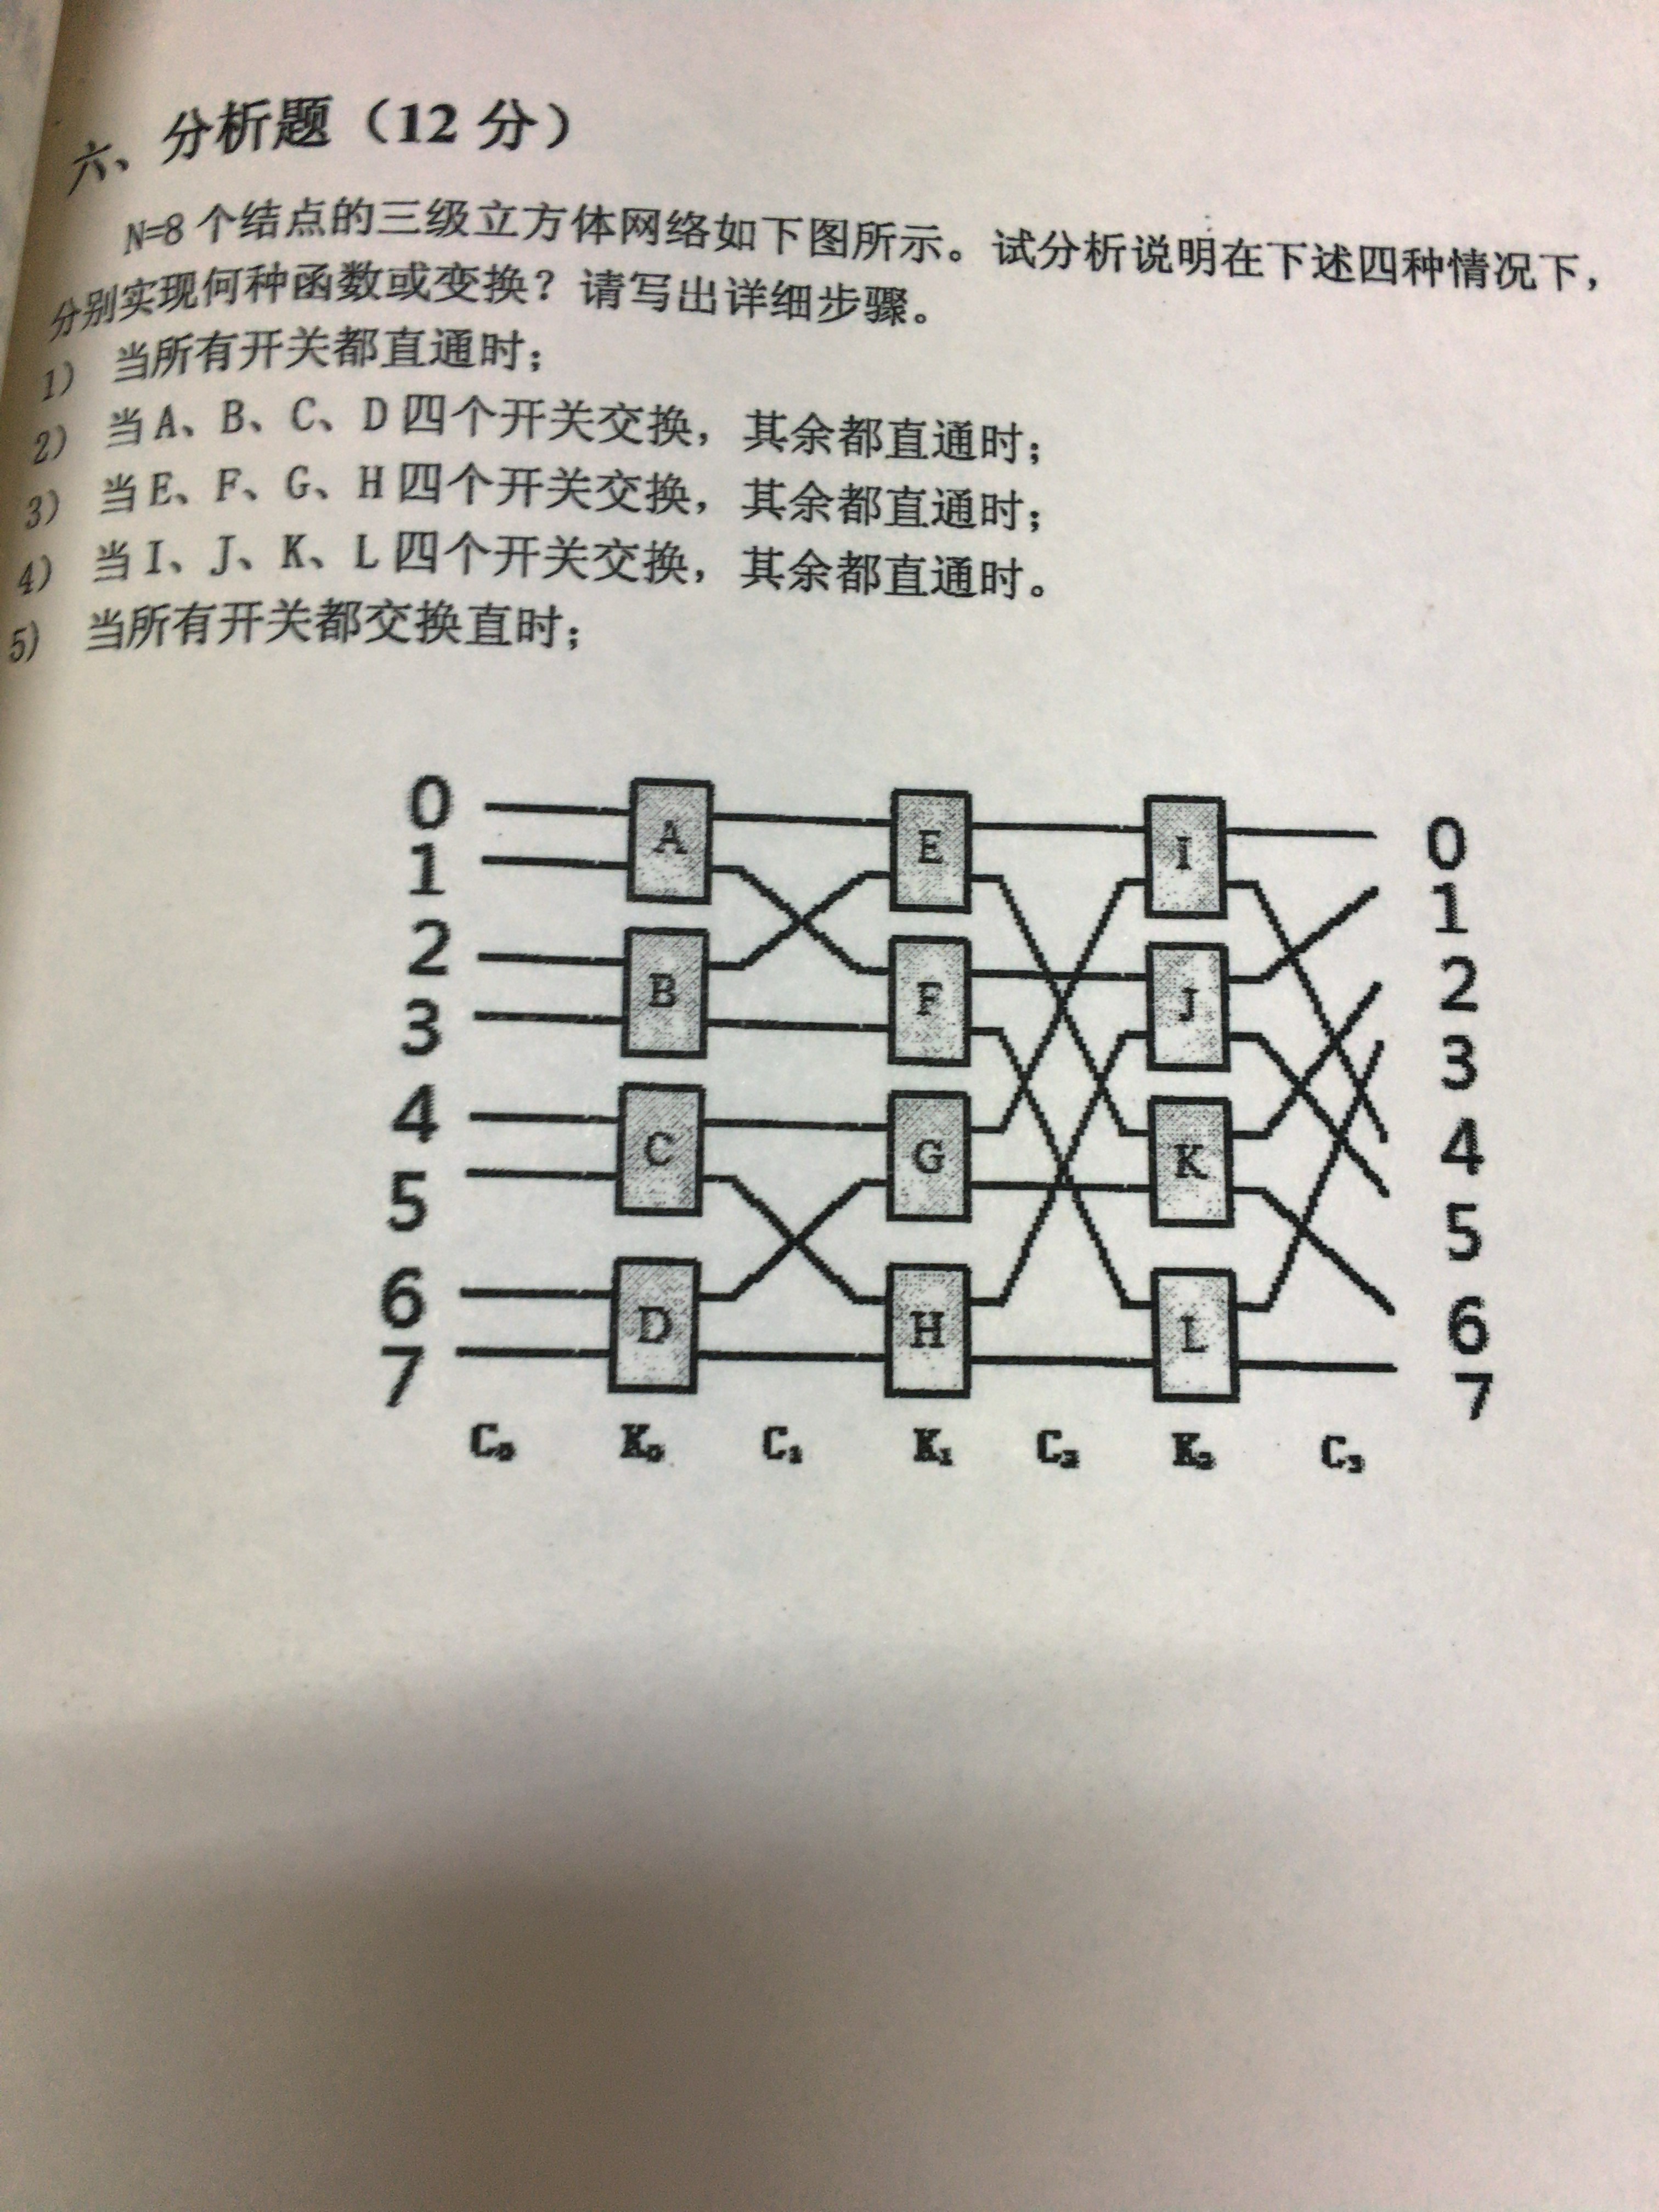 六、分析题（12 分）
N=8 个结点的三级立方体网络如下图所示。试分析说明在下述四种情况下，
分别实现何种函数或变换？请写出详细步骤。
1) 当所有开关都直通时；
2) 当 A、B、C、D 四个开关交换，其余都直通时；
3) 当 E、F、G、H 四个开关交换，其余都直通时；
4) 当 I、J、K、L 四个开关交换，其余都直通时。
5) 当所有开关都交换直时；
0 A E I 0
1 1
2 B F J 2
3 3
4 C G K 4
5 5
6 D H L 6
7 7
C₀ K₀ C₁ K₁ C₂ K₂ C₃